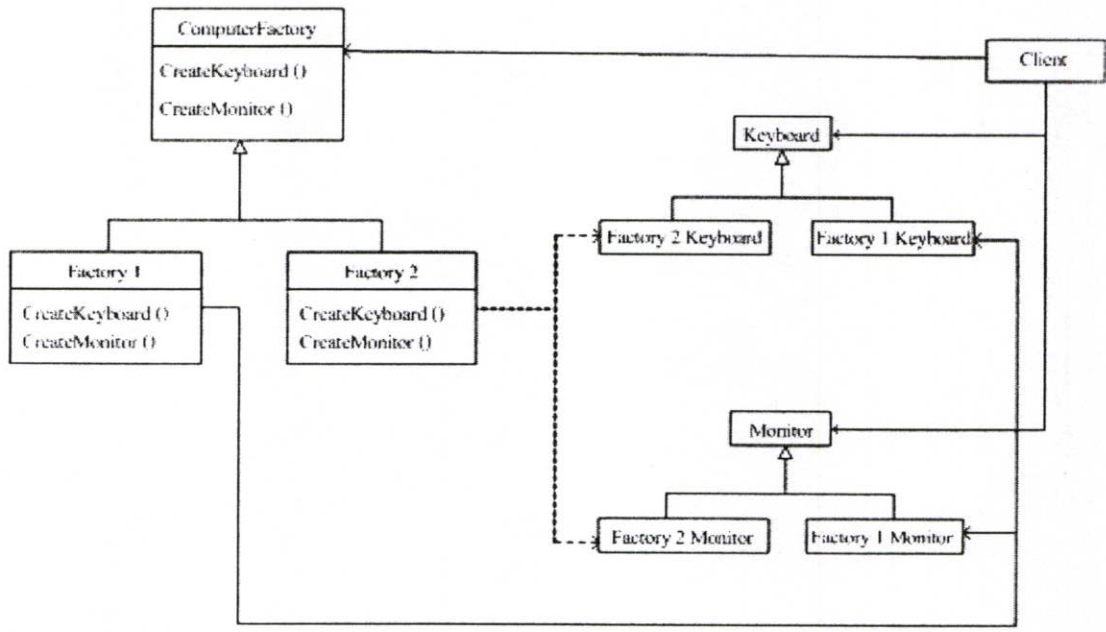 ComputerFactory
CreateKeyboard ()
CreateMonitor ()
Client
Keyboard
Factory 2 Keyboard
Factory 1 Keyboard
Factory 1
CreateKeyboard ()
CreateMonitor ()
Factory 2
CreateKeyboard ()
CreateMonitor ()
Monitor
Factory 2 Monitor
Factory 1 Monitor